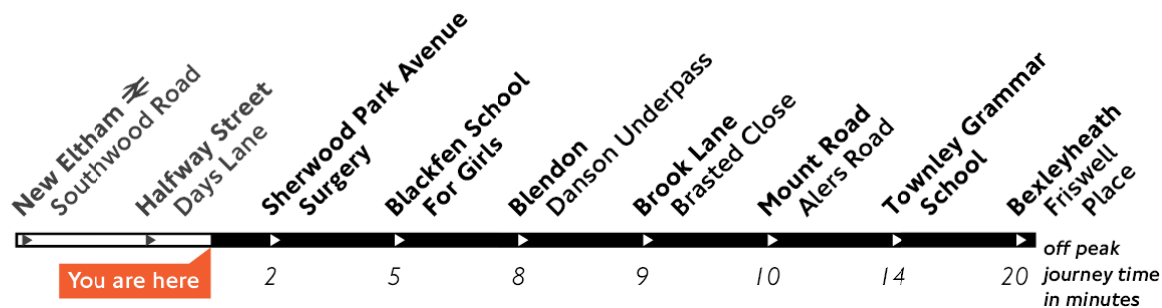 New Eltham
Southwood Road
Halfway Street
Days Lane
Sherwood Park Avenue
Surgery
Blackfen School
For Girls
Blendon
Danson Underpass
Brook Lane
Brasted Close
Mount Road
Alers Road
Townley Grammar
School
Bexleyheath
Friswell
Place
You are here
2
5
8
9
10
14
20
off peak
journey time
in minutes